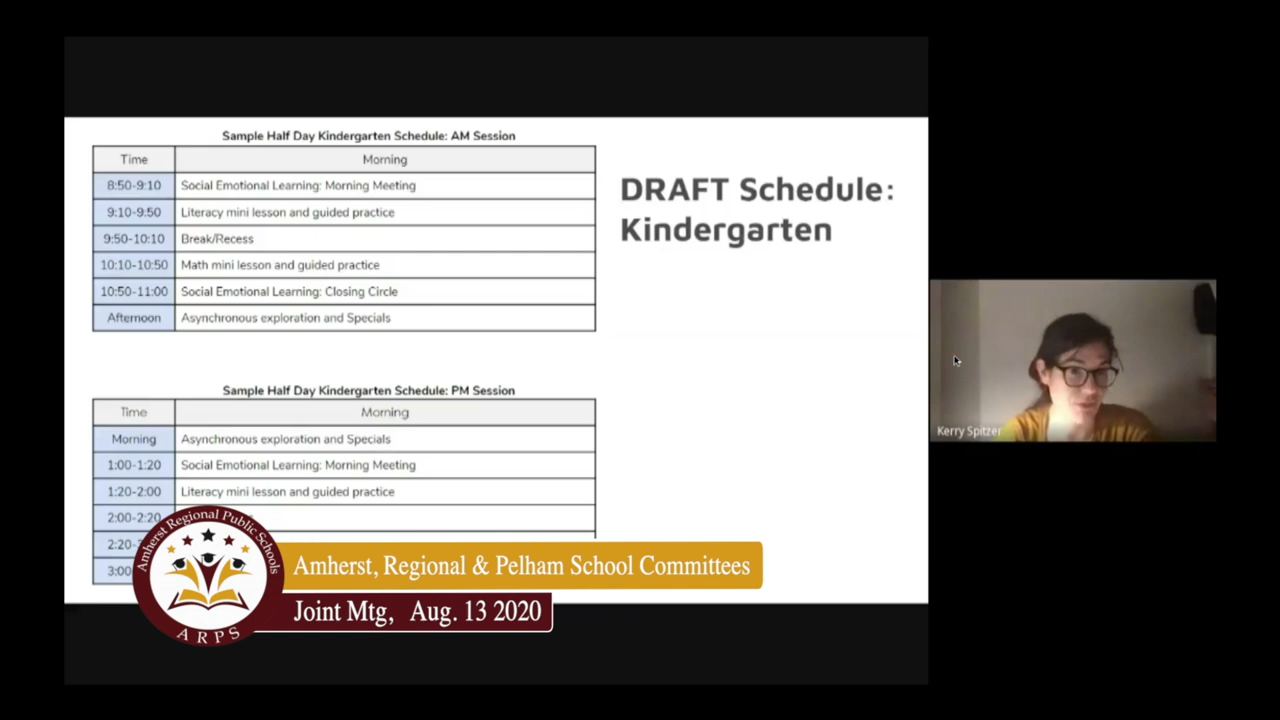 Sample Half Day Kindergarten Schedule: AM Session
Time Morning
8:50-9:10 Social Emotional Learning: Morning Meeting
9:10-9:50 Literacy mini lesson and guided practice
9:50-10:10 Break/Recess
10:10-10:50 Math mini lesson and guided practice
10:50-11:00 Social Emotional Learning: Closing Circle
Afternoon Asynchronous exploration and Specials
DRAFT Schedule:
Kindergarten
Sample Half Day Kindergarten Schedule: PM Session
Time Morning
Morning Asynchronous exploration and Specials
1:00-1:20 Social Emotional Learning: Morning Meeting
1:20-2:00 Literacy mini lesson and guided practice
2:00-2:20
2:20-
3:00
Kerry Spitzer
Amherst Regional Public Schools
ARPS
Amherst, Regional & Pelham School Committees
Joint Mtg, Aug. 13 2020